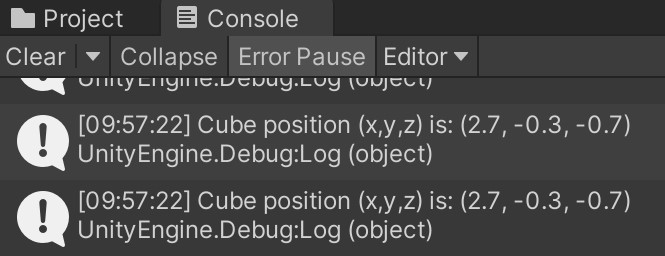 Project Console
Clear Collapse Error Pause Editor
UnityEngine.Debug:Log (object)
[09:57:22] Cube position (x,y,z) is: (2.7, -0.3, -0.7)
UnityEngine.Debug:Log (object)
[09:57:22] Cube position (x,y,z) is: (2.7, -0.3, -0.7)
UnityEngine.Debug:Log (object)